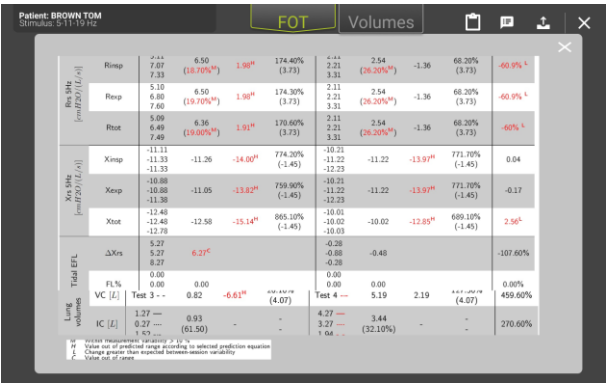 Patient: BROWN TOM
Stimulus: 5-11-19 Hz
FOT
Volumes
Rrs 5Hz
[cmH2O/(L/s)]
Rinsp 7.07 7.33 6.50 (18.70%ᴹ) 1.98ᴴ 174.40% (3.73) 2.21 3.31 2.54 (26.20%ᴹ) -1.36 68.20% (3.73) -60.9% ᴸ
Rexp 5.10 6.80 7.60 6.50 (19.70%ᴹ) 1.98ᴴ 174.30% (3.73) 2.11 2.21 3.31 2.54 (26.20%ᴹ) -1.36 68.20% (3.73) -60.9% ᴸ
Rtot 5.09 6.49 7.49 6.36 (19.00%ᴹ) 1.91ᴴ 170.60% (3.73) 2.11 2.21 3.31 2.54 (26.20%ᴹ) -1.36 68.20% (3.73) -60% ᴸ
Xrs 5Hz
[cmH2O/(L/s)]
Xinsp -11.11 -11.33 -11.33 -11.26 -14.00ᴴ 774.20% (-1.45) -10.21 -11.22 -12.23 -11.22 -13.97ᴴ 771.70% (-1.45) 0.04
Xexp -10.88 -11.38 -10.88 -11.05 -13.82ᴴ 759.90% (-1.45) -10.21 -11.22 -12.23 -11.22 -13.97ᴴ 771.70% (-1.45) -0.17
Xtot -12.48 -12.48 -12.78 -12.58 -15.14ᴴ 865.10% (-1.45) -10.01 -10.02 -10.03 -10.02 -12.85ᴴ 689.10% (-1.45) 2.56ᴸ
Tidal EFL
ΔXrs 5.27 5.27 8.27 6.27ᶜ -0.28 -0.88 -0.28 -0.48 -107.60%
FL% 0.00 0.00 0.00 0.00 0.00 0.00 0.00%
Lung volumes
VC [L] Test 3 - - 0.82 -6.61ᴴ (4.07) Test 4 --- 5.19 2.19 (4.07) 459.60%
IC [L] 1.27 --- 0.27 --- 0.93 (61.50) - - - 4.27 --- 3.27 --- 3.44 (32.10%) - - - 270.60%
M Within measurement variability > 10 %
H Value out of predicted range according to selected prediction equation
L Change greater than expected between-session variability
C Value out of range